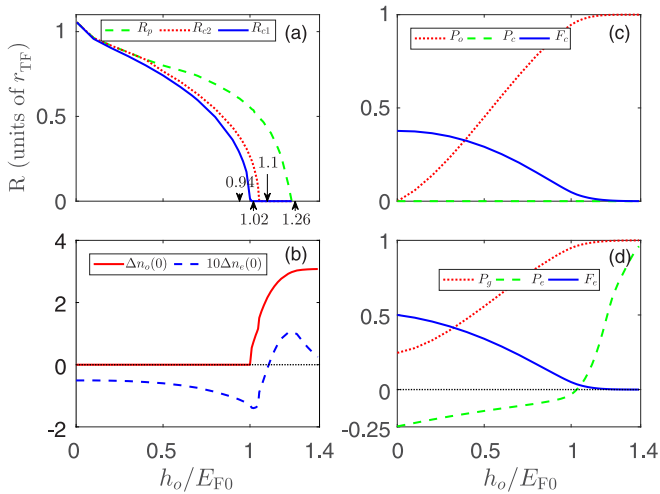 R (units of r_TF)
1
0.5
0
R_p R_c2 R_c1
(a)
0.94
1.1
1.02
1.26
4
2
0
-2
Δn_o(0) 10Δn_e(0)
(b)
0 0.5 1 1.4
h_o/E_F0
1
0.5
0
P_o P_c F_c
(c)
1
0.5
0
-0.25
P_g P_e F_e
(d)
0 0.5 1 1.4
h_o/E_F0